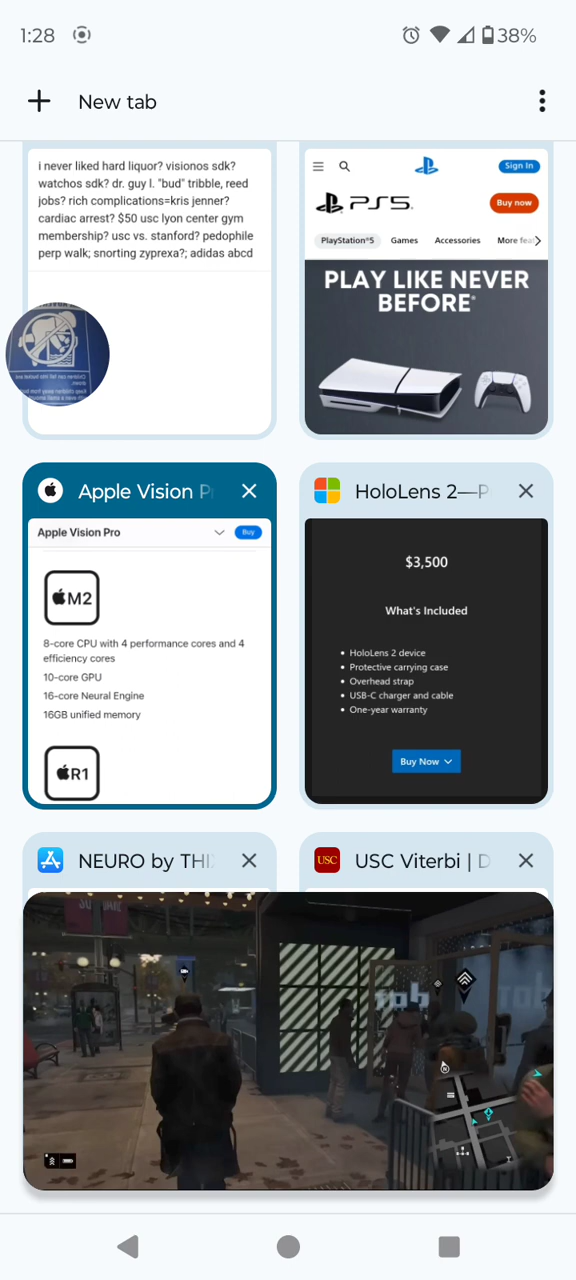 1:28
38%
New tab
i never liked hard liquor? visionos sdk?
watchos sdk? dr. guy l. "bud" tribble, reed
jobs? rich complications=kris jenner?
cardiac arrest? $50 usc lyon center gym
membership? usc vs. stanford? pedophile
perp walk; snorting zyprexa?; adidas abcd
Sign In
PS5
Buy now
PlayStation®5 Games Accessories More feat
PLAY LIKE NEVER
BEFORE
Apple Vision P
Apple Vision Pro
Buy
M2
8-core CPU with 4 performance cores and 4
efficiency cores
10-core GPU
16-core Neural Engine
16GB unified memory
R1
HoloLens 2—P
$3,500
What's Included
HoloLens 2 device
Protective carrying case
Overhead strap
USB-C charger and cable
One-year warranty
Buy Now
NEURO by THI
USC
USC Viterbi | D